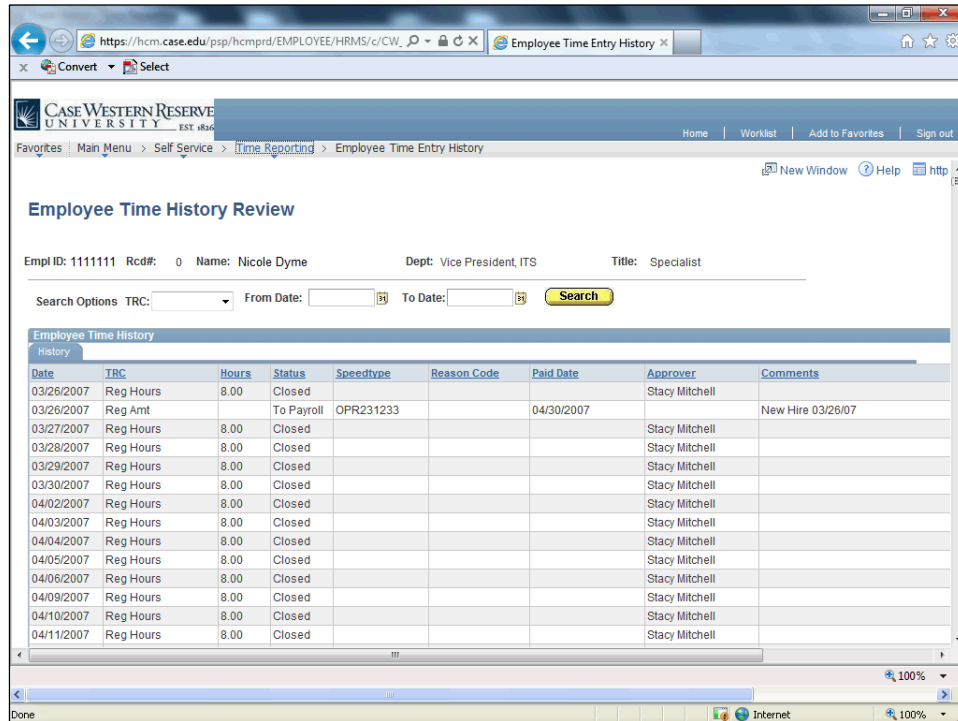 https://hcm.case.edu/psp/hcmprd/EMPLOYEE/HRMS/c/CW_
Employee Time Entry History
Convert Select
CASE WESTERN RESERVE
UNIVERSITY EST. 1826
Home | Worklist | Add to Favorites | Sign out
Favorites Main Menu > Self Service > Time Reporting > Employee Time Entry History
New Window Help http
Employee Time History Review
Empl ID: 1111111 Rcd#: 0 Name: Nicole Dyme Dept: Vice President, ITS Title: Specialist
Search Options TRC: From Date: 31 To Date: 31 Search
Employee Time History
History
Date TRC Hours Status Speedtype Reason Code Paid Date Approver Comments
03/26/2007 Reg Hours 8.00 Closed Stacy Mitchell
03/26/2007 Reg Amt To Payroll OPR231233 04/30/2007 New Hire 03/26/07
03/27/2007 Reg Hours 8.00 Closed Stacy Mitchell
03/28/2007 Reg Hours 8.00 Closed Stacy Mitchell
03/29/2007 Reg Hours 8.00 Closed Stacy Mitchell
03/30/2007 Reg Hours 8.00 Closed Stacy Mitchell
04/02/2007 Reg Hours 8.00 Closed Stacy Mitchell
04/03/2007 Reg Hours 8.00 Closed Stacy Mitchell
04/04/2007 Reg Hours 8.00 Closed Stacy Mitchell
04/05/2007 Reg Hours 8.00 Closed Stacy Mitchell
04/06/2007 Reg Hours 8.00 Closed Stacy Mitchell
04/09/2007 Reg Hours 8.00 Closed Stacy Mitchell
04/10/2007 Reg Hours 8.00 Closed Stacy Mitchell
04/11/2007 Reg Hours 8.00 Closed Stacy Mitchell
100%
Done Internet 100%